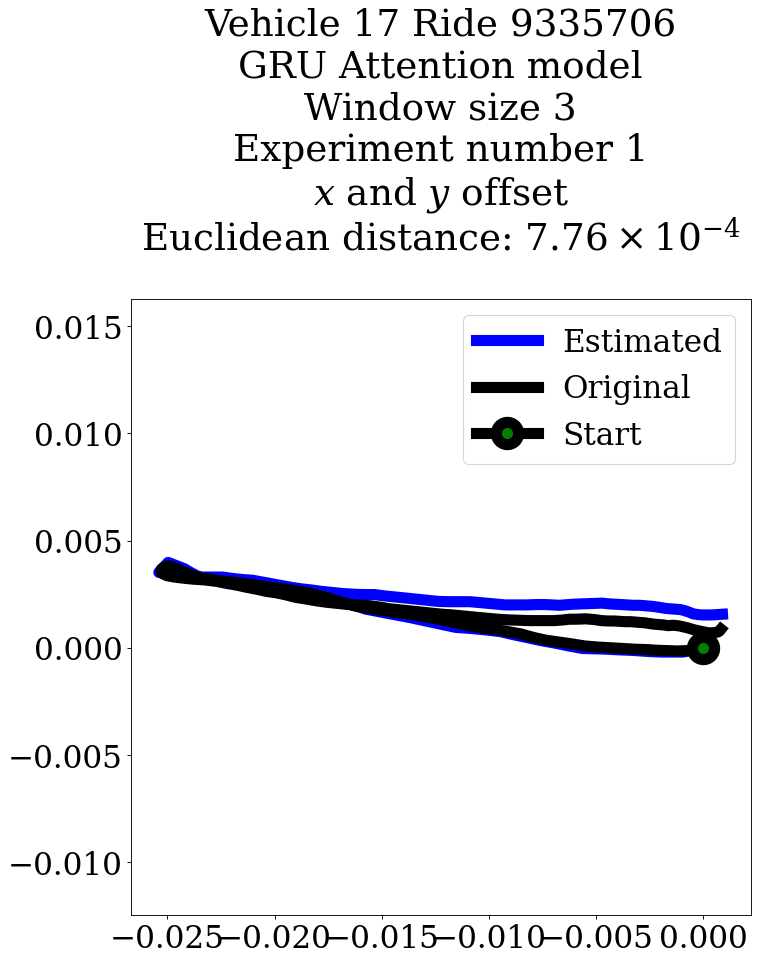 Vehicle 17 Ride 9335706
GRU Attention model
Window size 3
Experiment number 1
x and y offset
Euclidean distance: 7.76 × 10⁻⁴
Estimated
Original
Start
0.015
0.010
0.005
0.000
−0.005
−0.010
−0.025 −0.020 −0.015 −0.010 −0.005 0.000